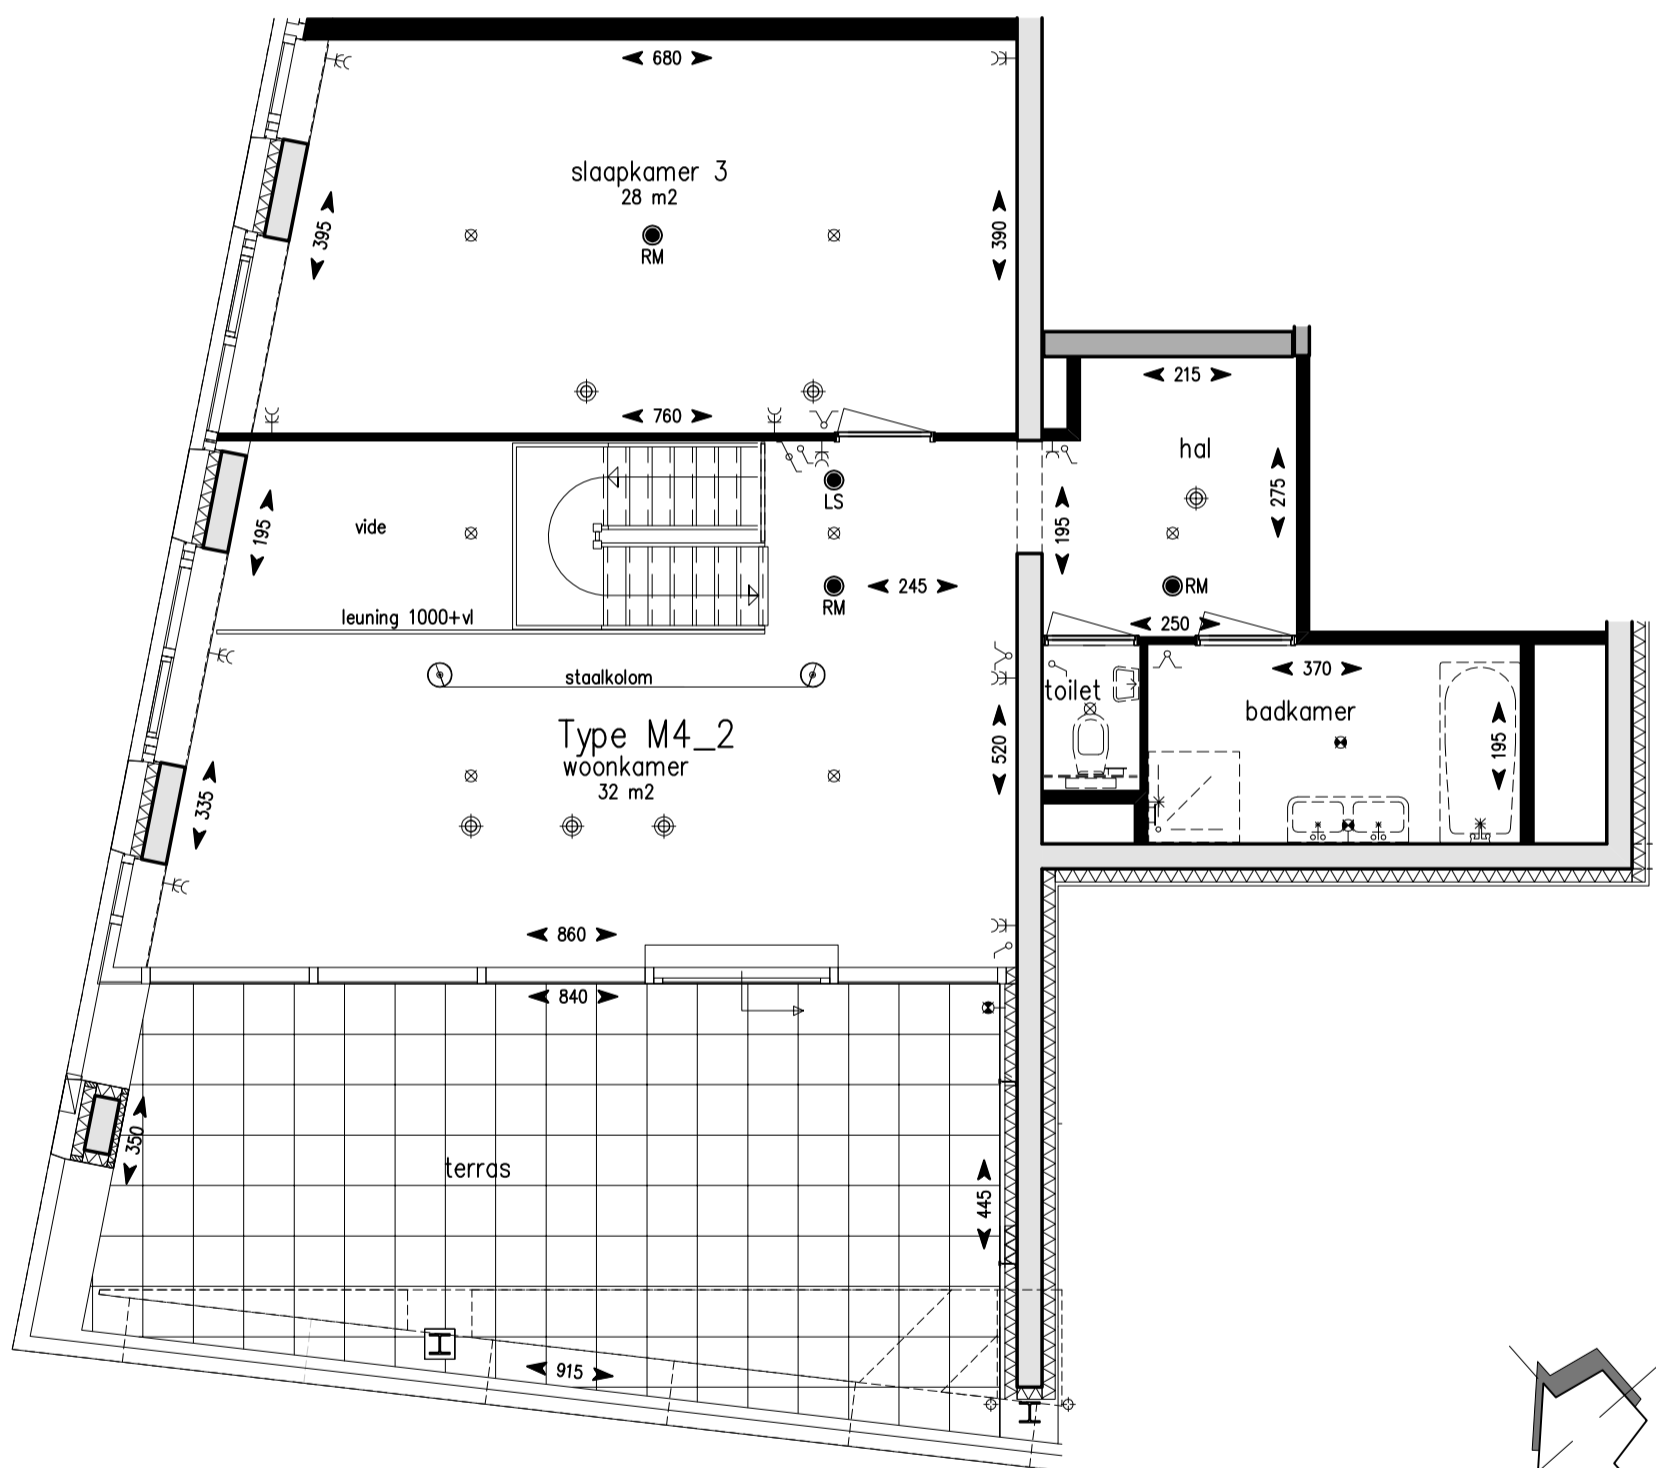 680
slaapkamer 3
28 m2
395
390
RM
215
760
hal
275
LS
195
vide
195
245
RM
RM
leuning 1000+vl
250
staalkolom
370
toilet
badkamer
Type M4_2
woonkamer
32 m2
520
195
335
860
840
350
terras
445
915